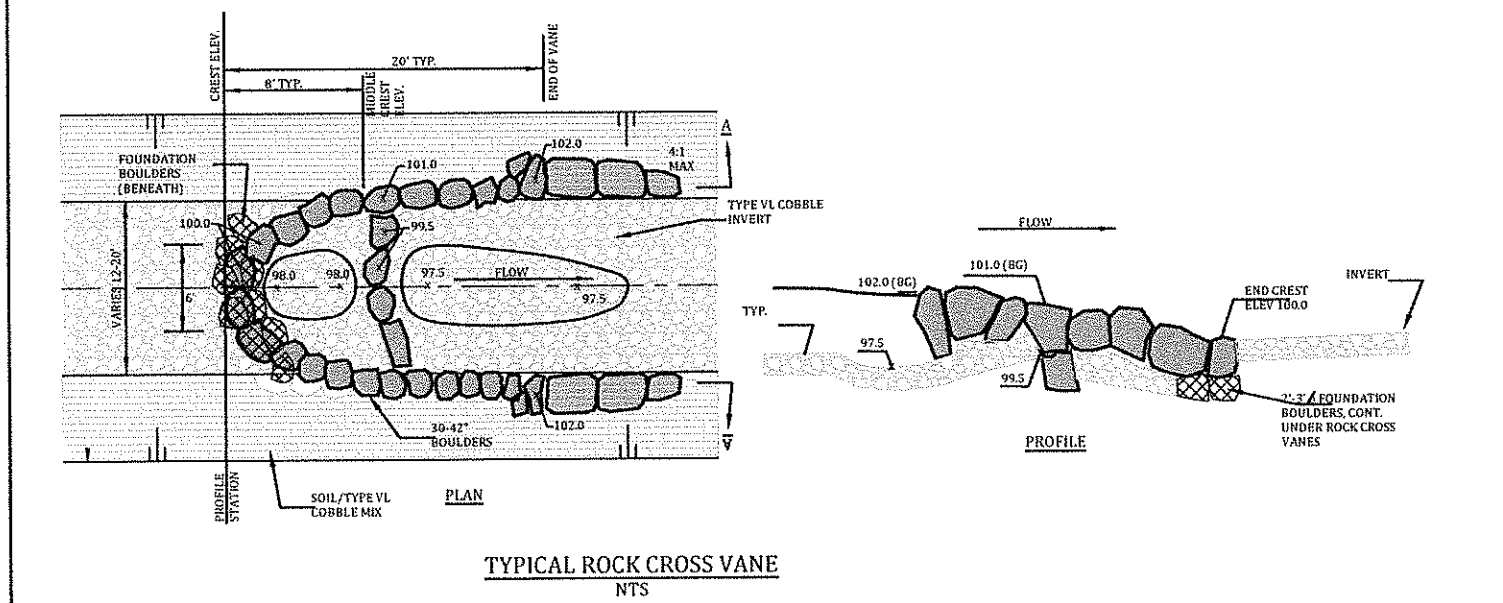 CREST ELEV.
20' TYP.
8' TYP.
MIDDLE
CREST
ELEV.
END OF VANE
FOUNDATION
BOULDERS
(BENEATH)
102.0
101.0
4:1
MAX
A
TYPE VL COBBLE
INVERT
100.0
99.5
98.0
98.0
97.5
FLOW
97.5
VARIES 12-20'
6'
30-42"
BOULDERS
102.0
A
PROFILE
STATION
SOIL/TYPE VL
COBBLE MIX
PLAN
FLOW
102.0 (BG)
101.0 (BG)
INVERT
END CREST
ELEV 100.0
TYP.
97.5
99.5
2'-3' FOUNDATION
BOULDERS, CONT.
UNDER ROCK CROSS
VANES
PROFILE
TYPICAL ROCK CROSS VANE
NTS